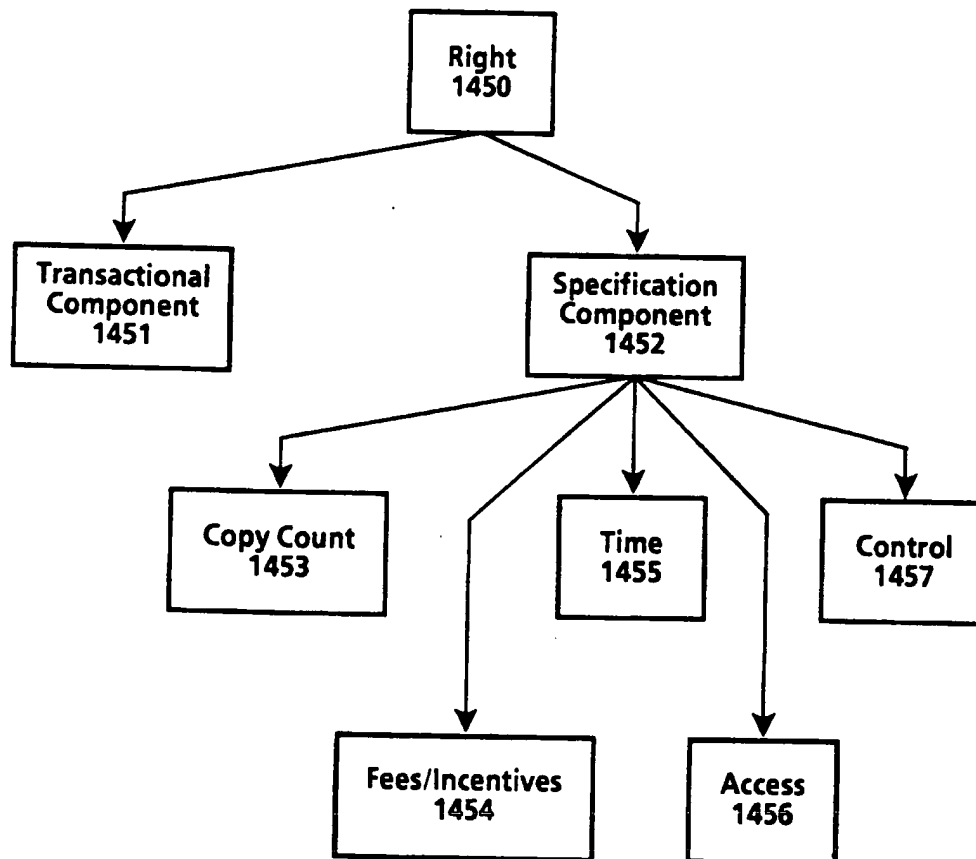 Right
1450
Transactional
Component
1451
Specification
Component
1452
Copy Count
1453
Time
1455
Control
1457
Fees/Incentives
1454
Access
1456